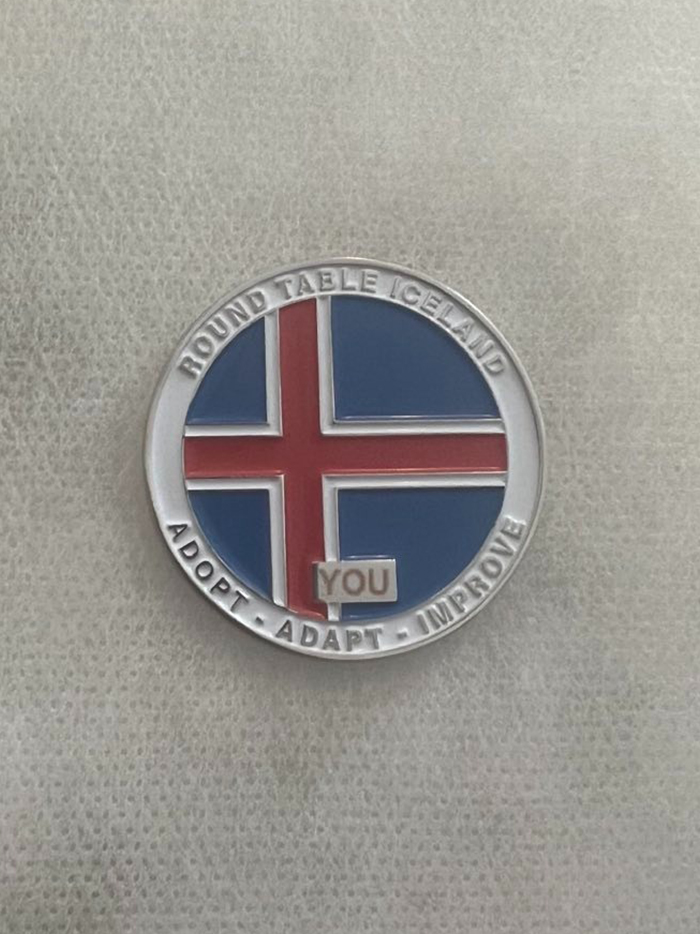 ROUND TABLE ICELAND
YOU
ADOPT - ADAPT - IMPROVE